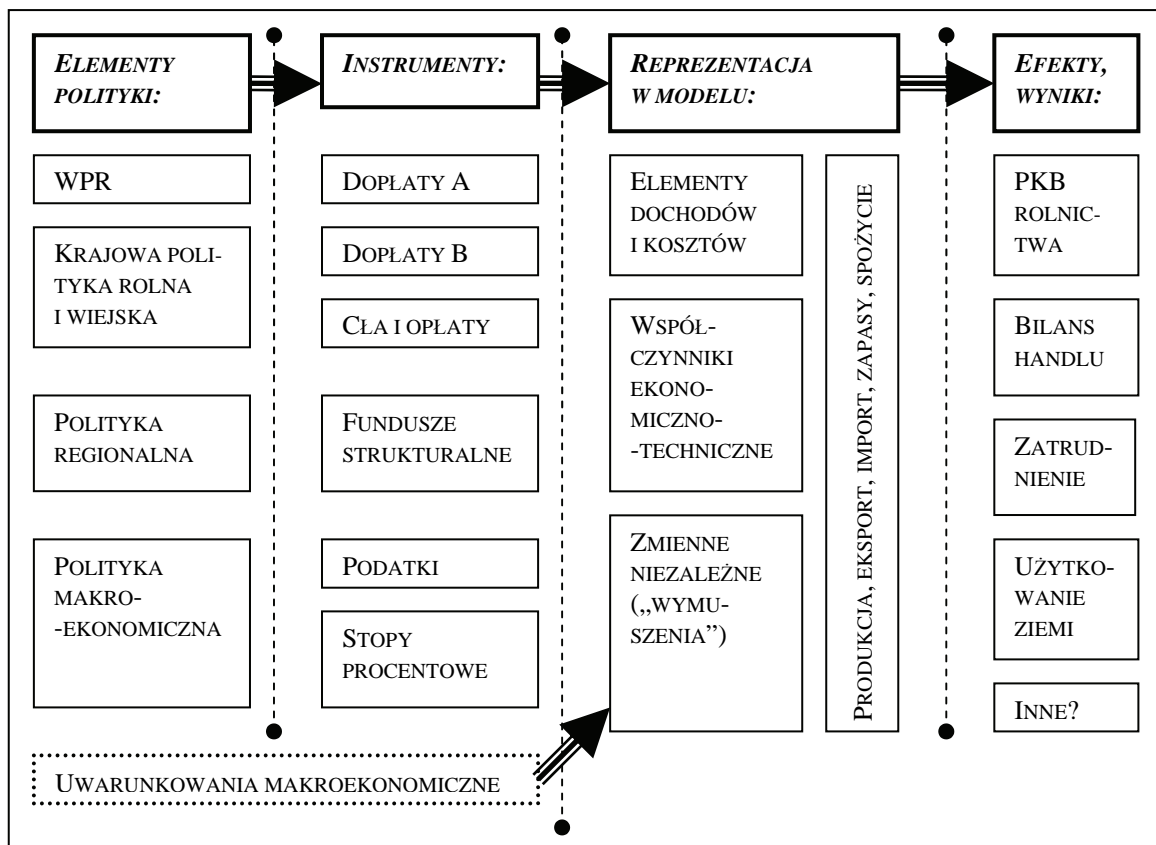 ELEMENTY
POLITYKI:
INSTRUMENTY:
REPREZENTACJA
W MODELU:
EFEKTY,
WYNIKI:
WPR
KRAJOWA POLI-
TYKA ROLNA
I WIEJSKA
POLITYKA
REGIONALNA
POLITYKA
MAKRO-
-EKONOMICZNA
DOPŁATY A
DOPŁATY B
CŁA I OPŁATY
FUNDUSZE
STRUKTURALNE
PODATKI
STOPY
PROCENTOWE
ELEMENTY
DOCHODÓW
I KOSZTÓW
WSPÓŁ-
CZYNNIKI
EKONO-
MICZNO-
-TECHNICZNE
ZMIENNE
NIEZALEŻNE
(„WYMU-
SZENIA”)
PRODUKCJA, EKSPORT, IMPORT, ZAPASY, SPOŻYCIE
PKB
ROLNIC-
TWA
BILANS
HANDLU
ZATRUD-
NIENIE
UŻYTKO-
WANIE
ZIEMI
INNE?
UWARUNKOWANIA MAKROEKONOMICZNE